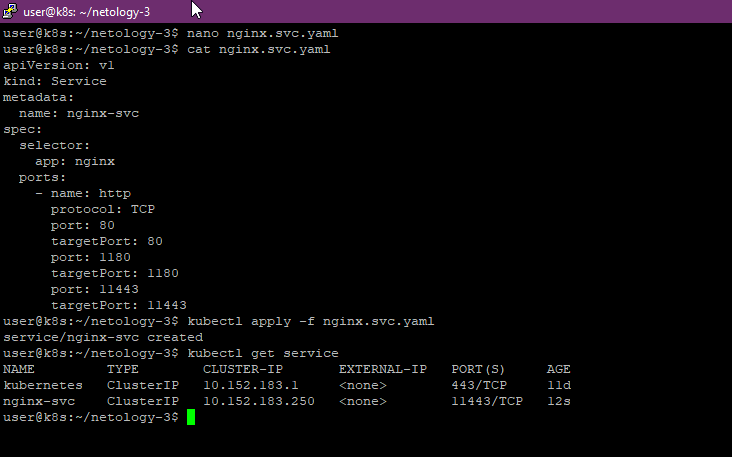 user@k8s: ~/netology-3
user@k8s:~/netology-3$ nano nginx.svc.yaml
user@k8s:~/netology-3$ cat nginx.svc.yaml
apiVersion: v1
kind: Service
metadata:
  name: nginx-svc
spec:
  selector:
    app: nginx
  ports:
    - name: http
      protocol: TCP
      port: 80
      targetPort: 80
      port: 1180
      targetPort: 1180
      port: 11443
      targetPort: 11443
user@k8s:~/netology-3$ kubectl apply -f nginx.svc.yaml
service/nginx-svc created
user@k8s:~/netology-3$ kubectl get service
NAME         TYPE        CLUSTER-IP       EXTERNAL-IP   PORT(S)     AGE
kubernetes   ClusterIP   10.152.183.1     <none>        443/TCP     11d
nginx-svc    ClusterIP   10.152.183.250   <none>        11443/TCP   12s
user@k8s:~/netology-3$